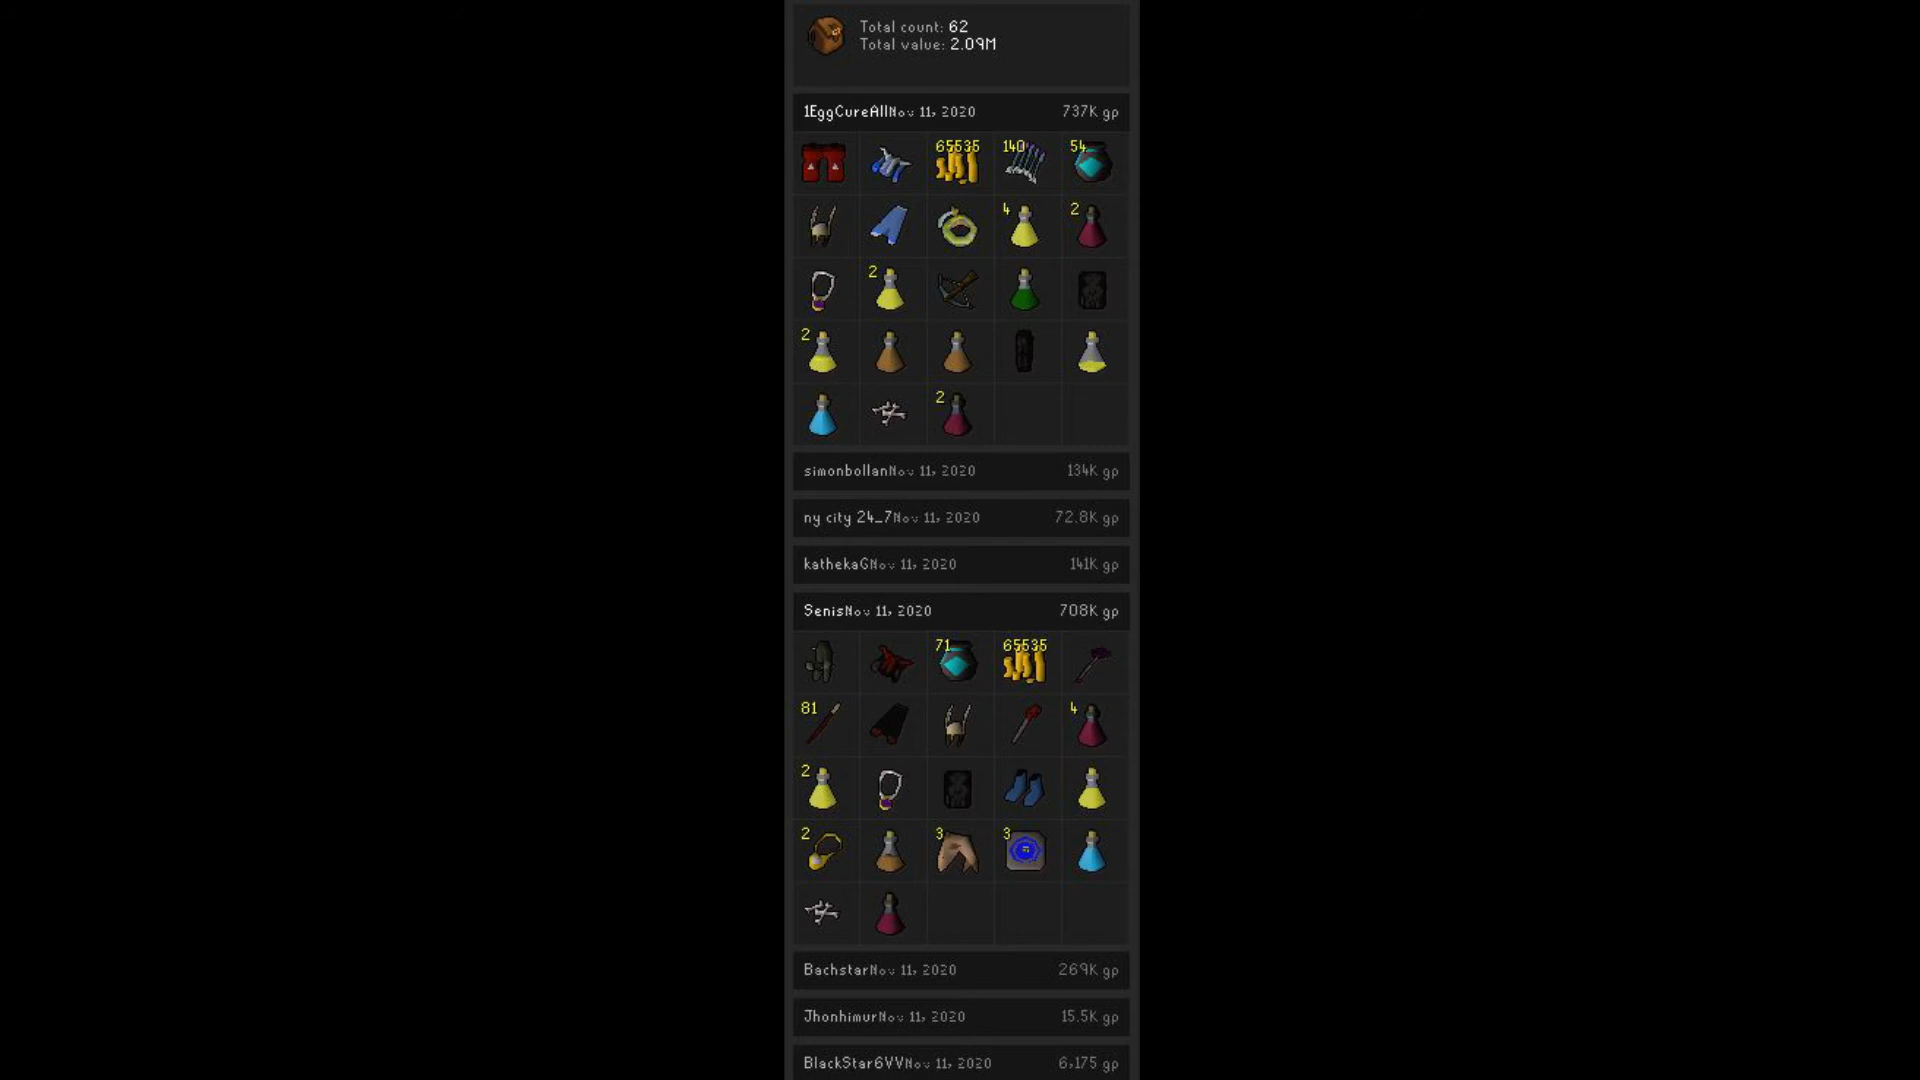 Total count: 62
Total value: 2.09M
1EggCureAllNov 11, 2020 737K gp
65535 140 54
4 2
2
2
2
simonbollanNov 11, 2020 134K gp
ny city 24_7Nov 11, 2020 72.8K gp
kathekaGNov 11, 2020 141K gp
SenisNov 11, 2020 708K gp
71 65535
81 4
2
2 3 3
BachstarNov 11, 2020 269K gp
JhonhimurNov 11, 2020 15.5K gp
BlackStar6VVNov 11, 2020 6,175 gp